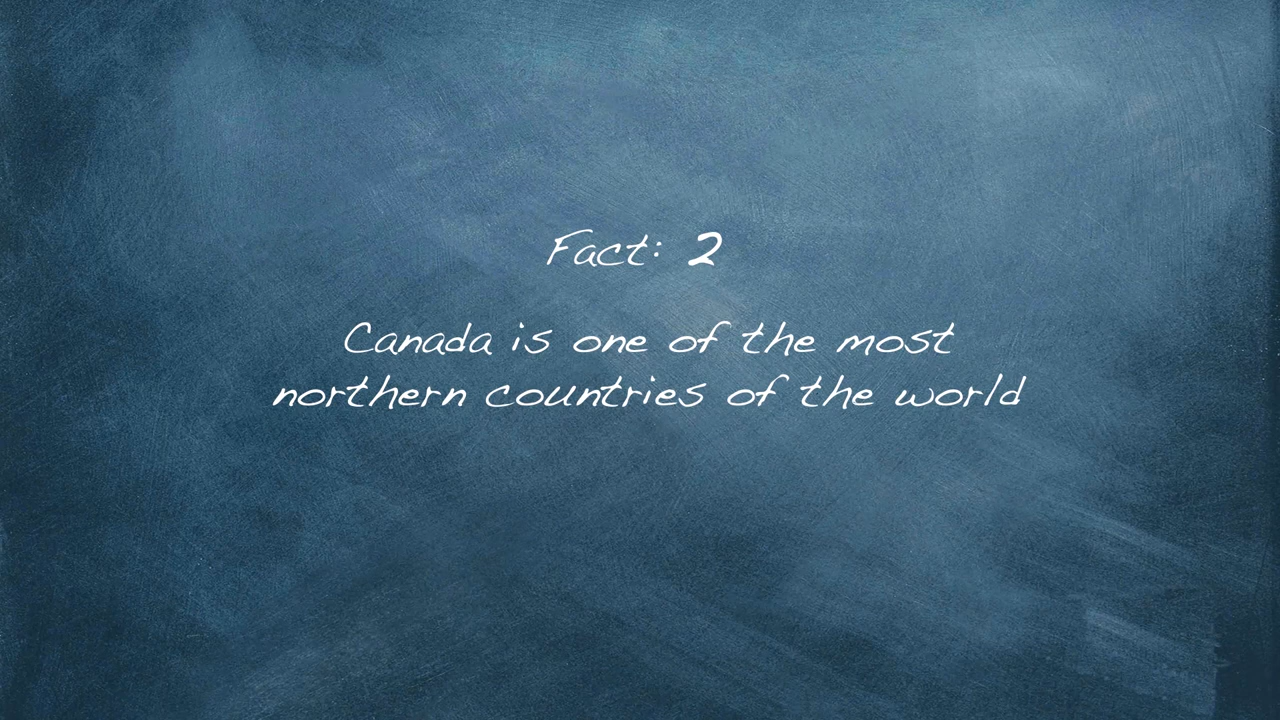 Fact: 2
Canada is one of the most
northern countries of the world